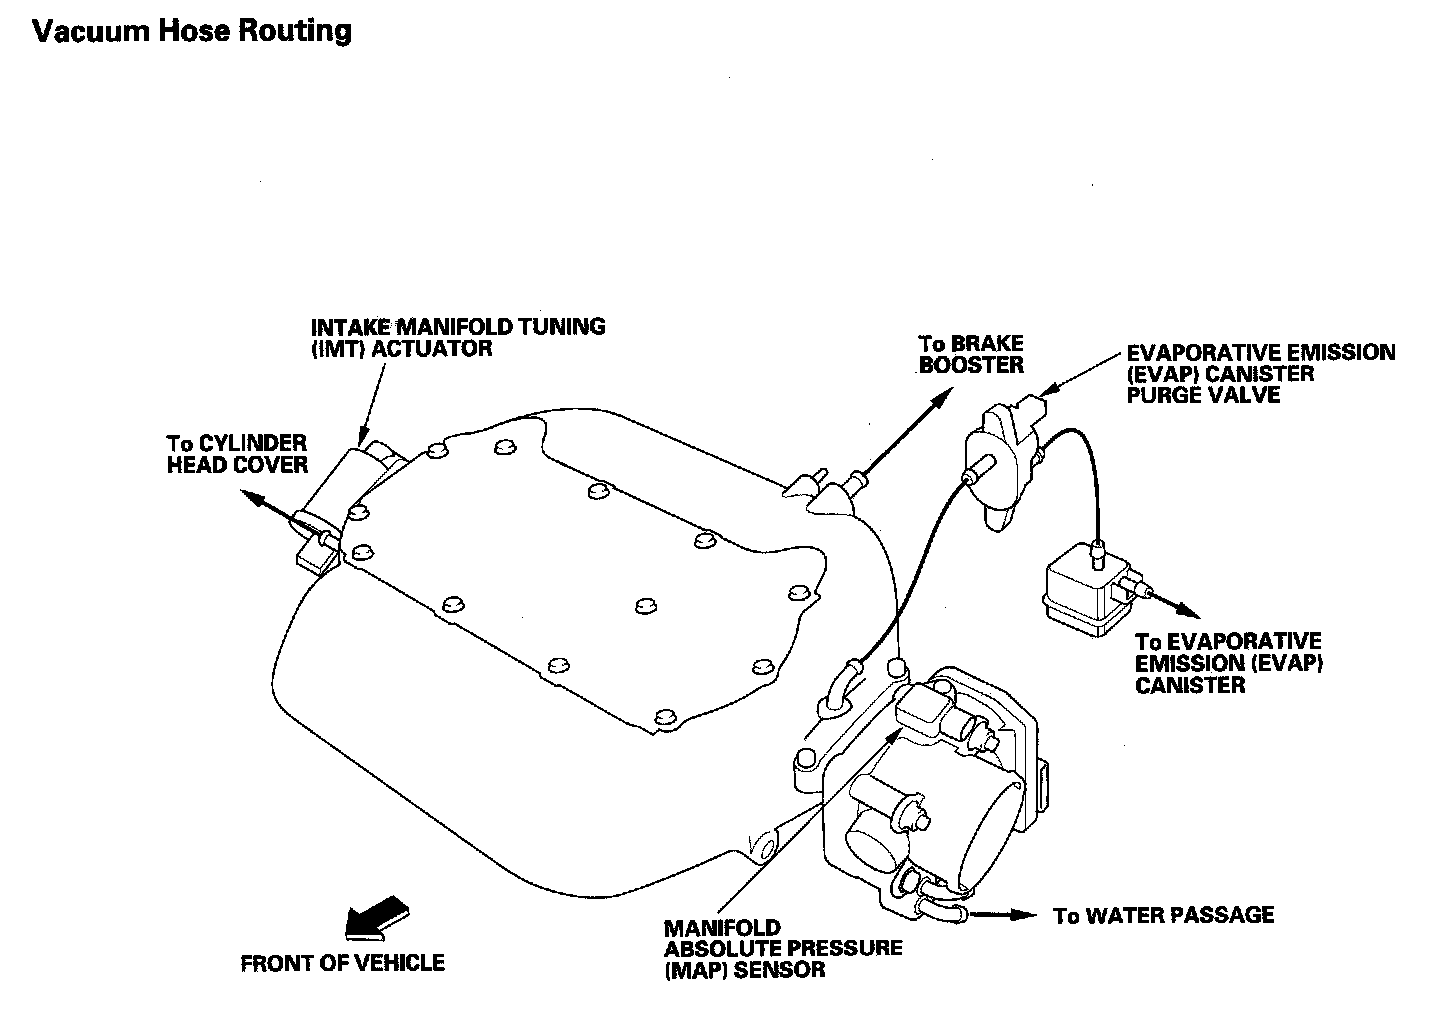 Vacuum Hose Routing
INTAKE MANIFOLD TUNING
(IMT) ACTUATOR
To BRAKE
BOOSTER
EVAPORATIVE EMISSION
(EVAP) CANISTER
PURGE VALVE
To CYLINDER
HEAD COVER
To EVAPORATIVE
EMISSION (EVAP)
CANISTER
To WATER PASSAGE
MANIFOLD
ABSOLUTE PRESSURE
(MAP) SENSOR
FRONT OF VEHICLE